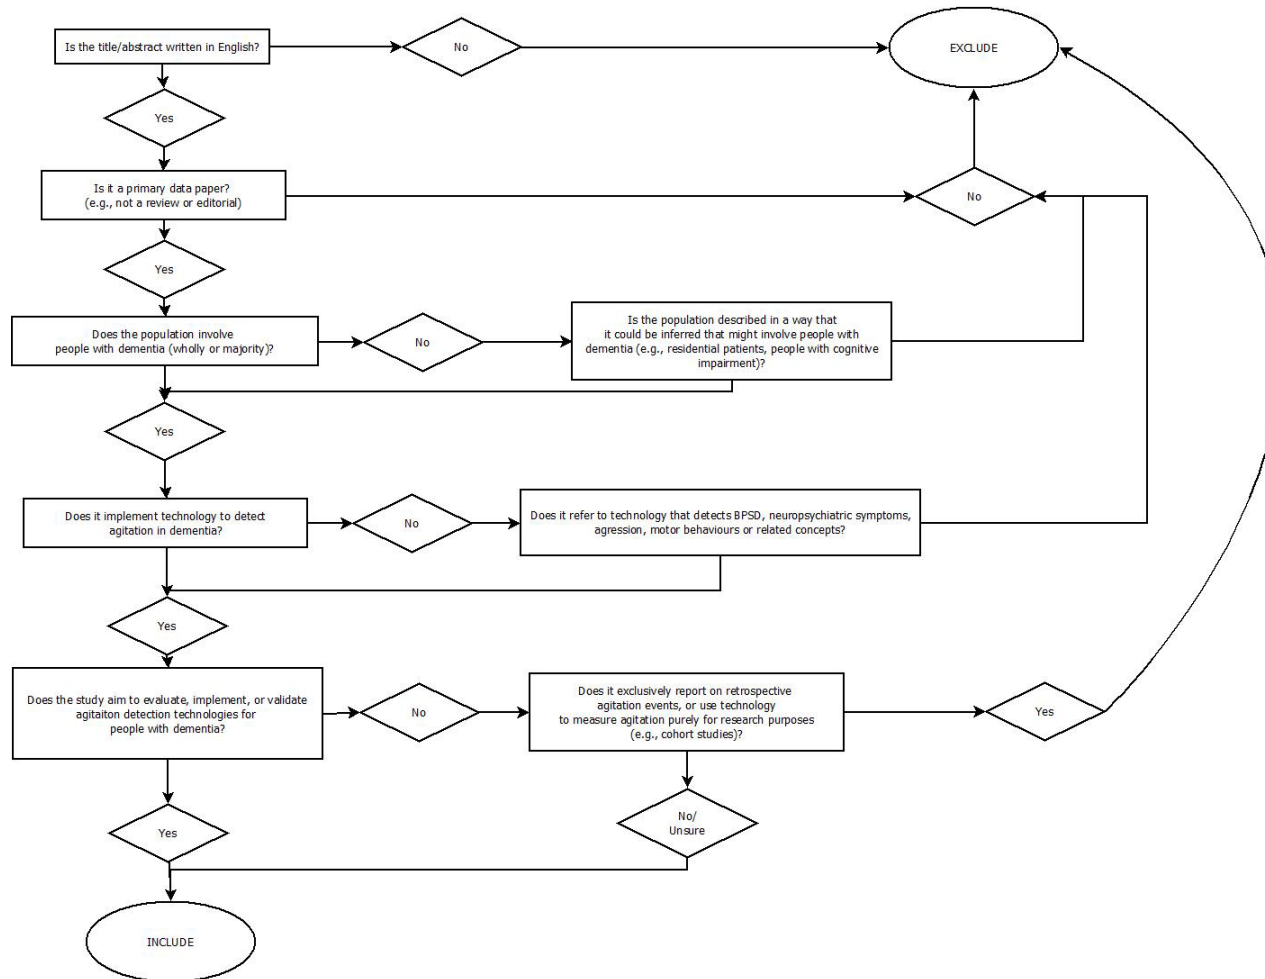 Is the title/abstract written in English?
No
EXCLUDE
Yes
Is it a primary data paper?
(e.g., not a review or editorial)
No
Yes
Does the population involve
people with dementia (wholly or majority)?
No
Is the population described in a way that
it could be inferred that might involve people with
dementia (e.g., residential patients, people with cognitive
impairment)?
Yes
Does it implement technology to detect
agitation in dementia?
No
Does it refer to technology that detects BPSD, neuropsychiatric symptoms,
agression, motor behaviours or related concepts?
Yes
Does the study aim to evaluate, implement, or validate
agitaiton detection technologies for
people with dementia?
No
Does it exclusively report on retrospective
agitation events, or use technology
to measure agitation purely for research purposes
(e.g., cohort studies)?
Yes
Yes
No/
Unsure
INCLUDE